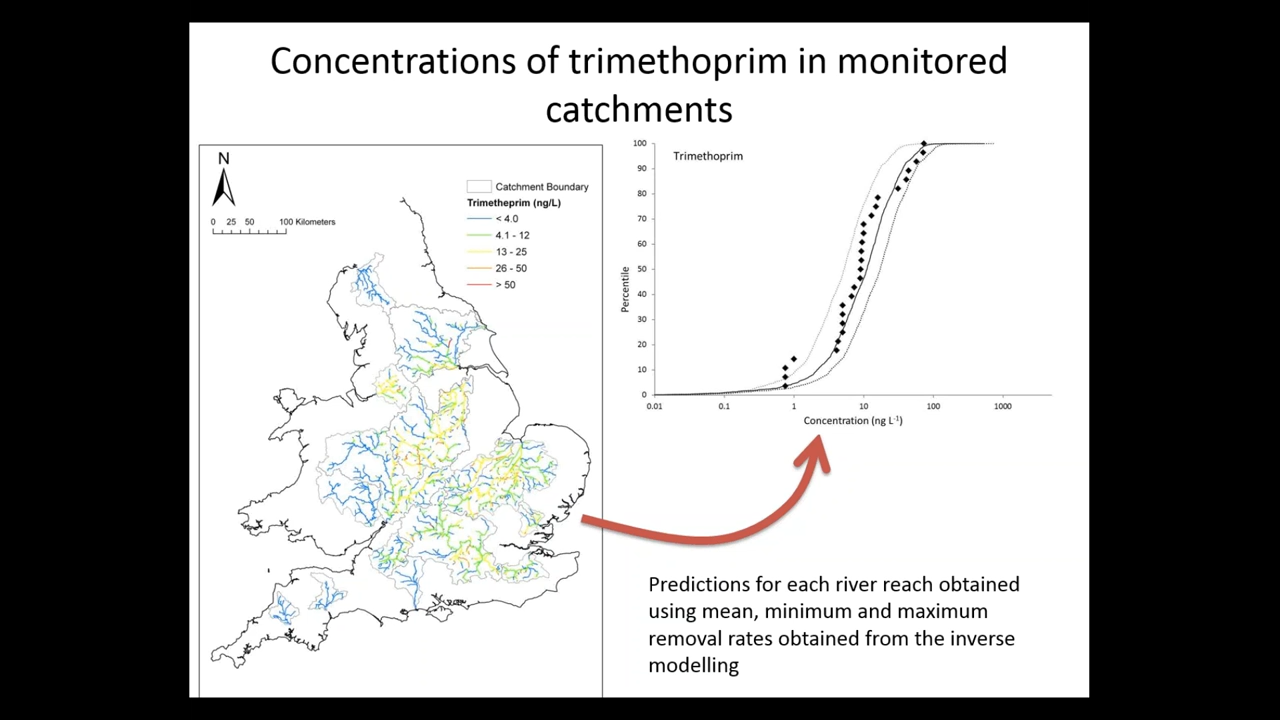 Concentrations of trimethoprim in monitored
catchments
N
0 25 50 100 Kilometers
Catchment Boundary
Trimetheprim (ng/L)
< 4.0
4.1 - 12
13 - 25
26 - 50
> 50
Trimethoprim
Percentile
100
90
80
70
60
50
40
30
20
10
0
0.01 0.1 1 10 100 1000
Concentration (ng L-1)
Predictions for each river reach obtained
using mean, minimum and maximum
removal rates obtained from the inverse
modelling